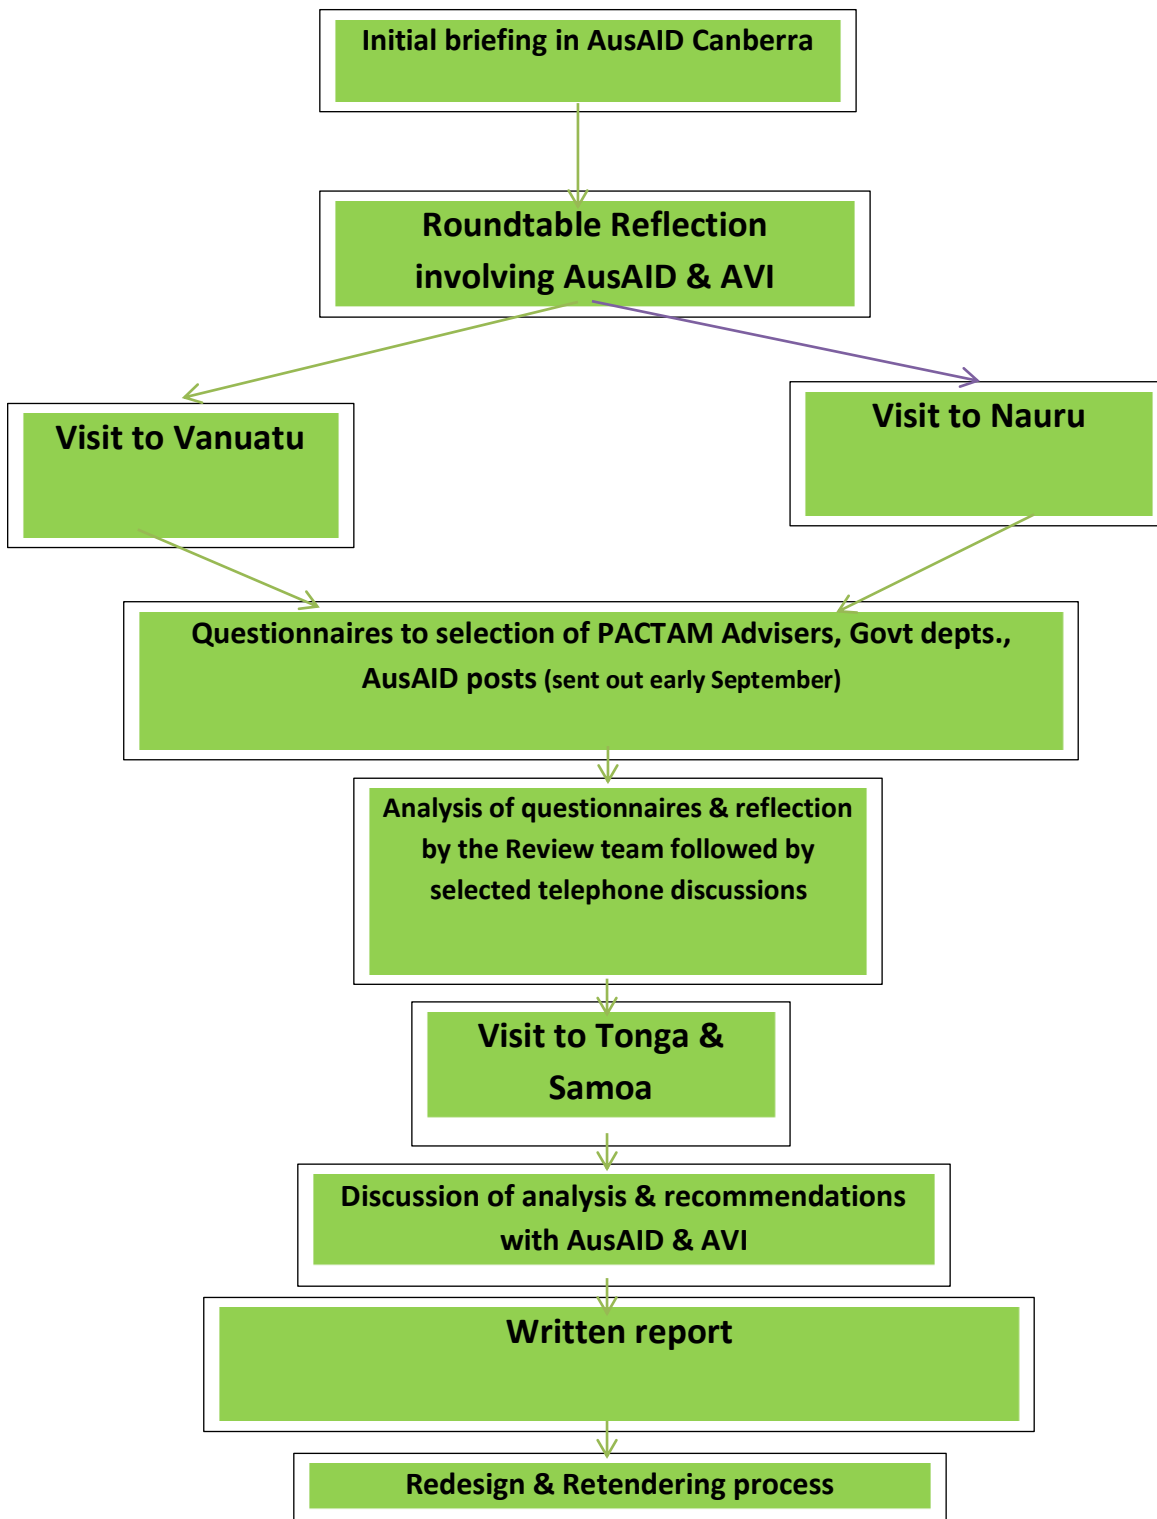 Initial briefing in AusAID Canberra
Roundtable Reflection
involving AusAID & AVI
Visit to Vanuatu
Visit to Nauru
Questionnaires to selection of PACTAM Advisers, Govt depts.,
AusAID posts (sent out early September)
Analysis of questionnaires & reflection
by the Review team followed by
selected telephone discussions
Visit to Tonga &
Samoa
Discussion of analysis & recommendations
with AusAID & AVI
Written report
Redesign & Retendering process